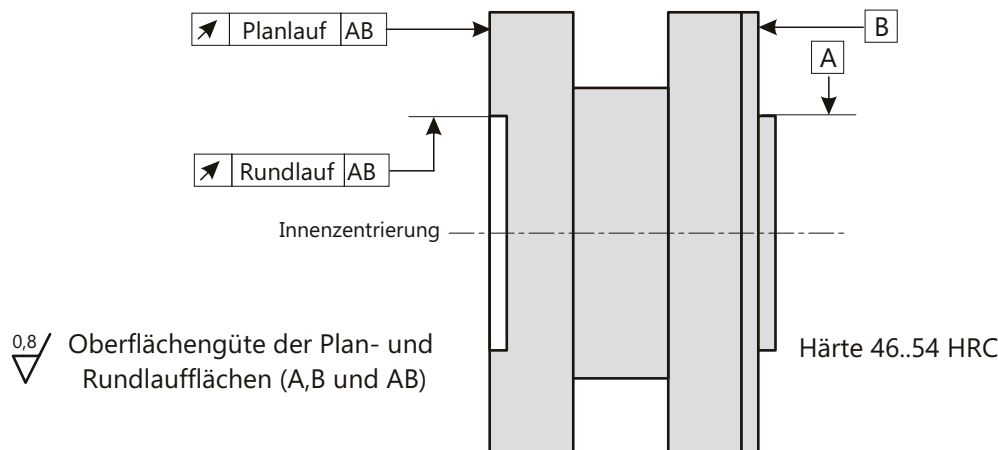 Planlauf AB
B
A
Rundlauf AB
Innenzentrierung
0,8
Oberflächengüte der Plan- und
Rundlaufflächen (A,B und AB)
Härte 46..54 HRC